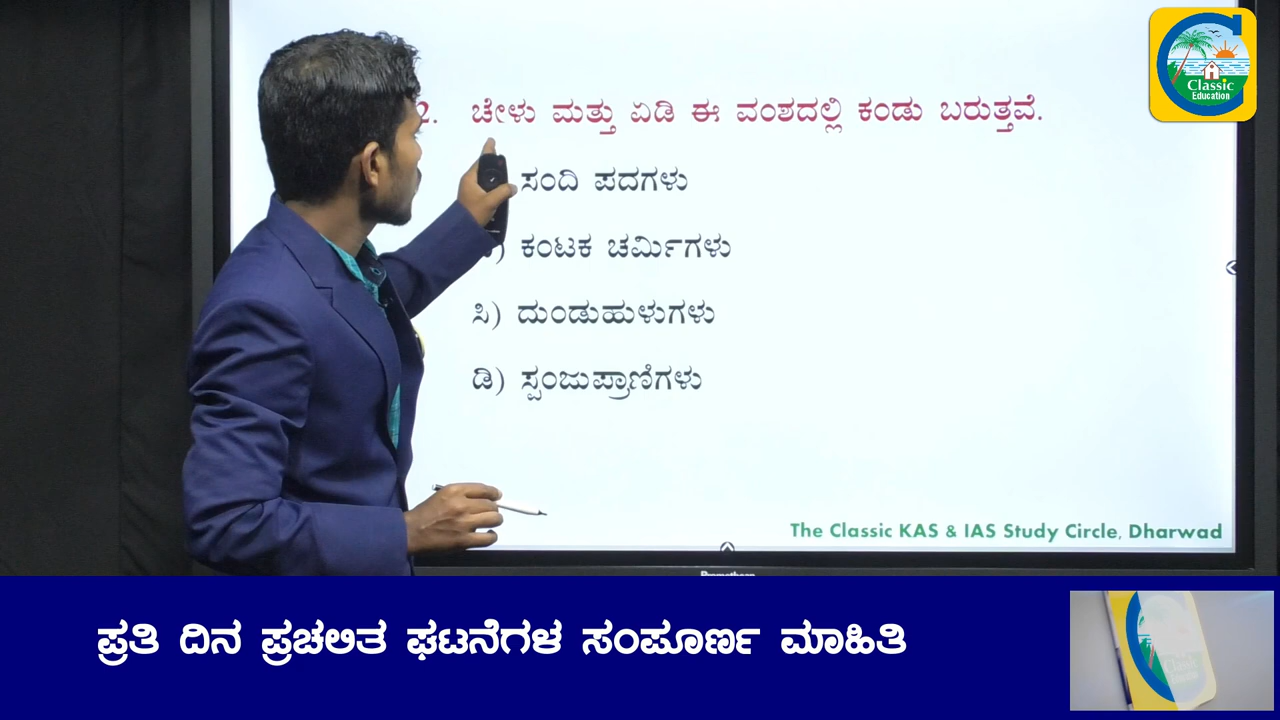 2. ಚೇಳು ಮತ್ತು ಏಡಿ ಈ ವಂಶದಲ್ಲಿ ಕಂಡು ಬರುತ್ತವೆ.
ಸಂದಿ ಪದಗಳು
ಕಂಟಕ ಚರ್ಮಿಗಳು
ಸಿ) ದುಂಡುಹುಳುಗಳು
ಡಿ) ಸ್ಪಂಜುಪ್ರಾಣಿಗಳು
The Classic KAS & IAS Study Circle, Dharwad
Classic
Education
ಪ್ರತಿ ದಿನ ಪ್ರಚಲಿತ ಘಟನೆಗಳ ಸಂಪೂರ್ಣ ಮಾಹಿತಿ